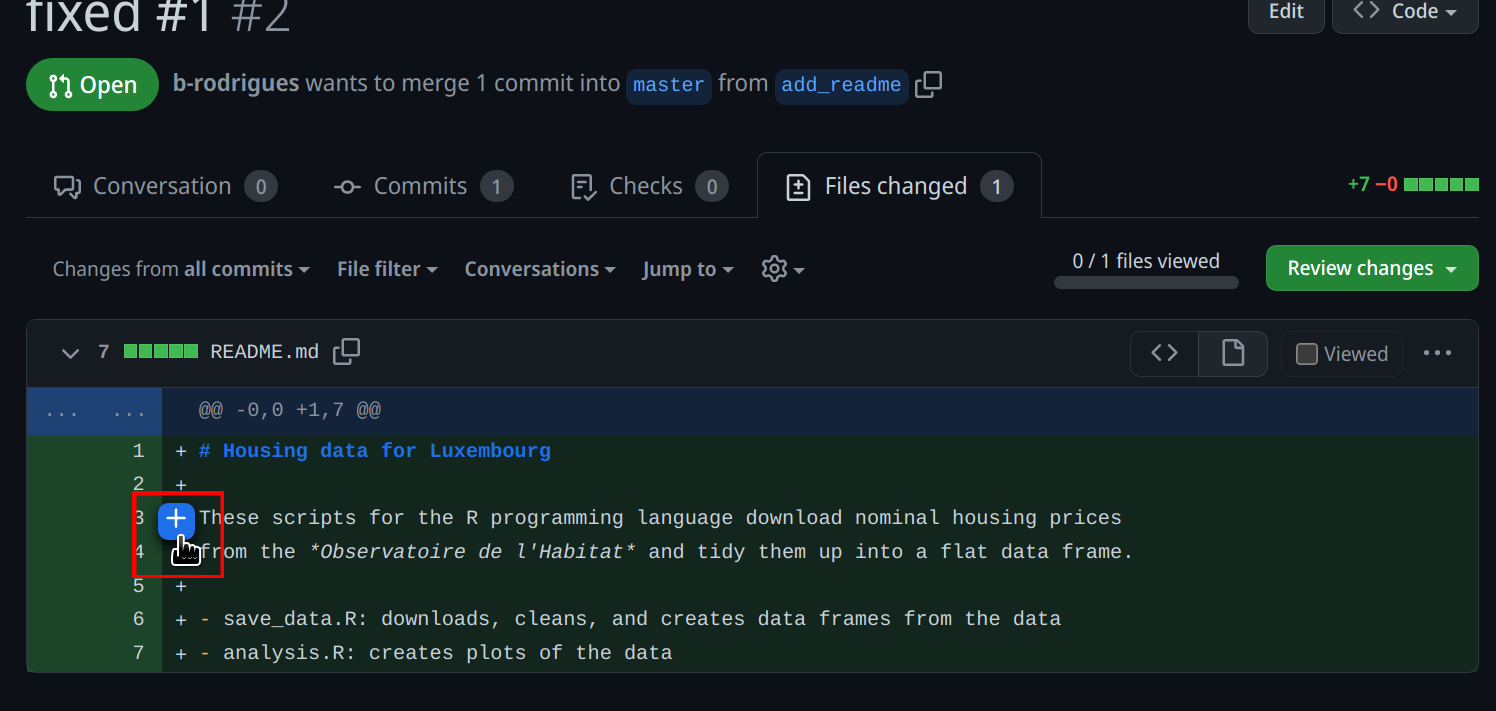 fixed #1 #2
Edit
<> Code
Open b-rodrigues wants to merge 1 commit into master from add_readme
Conversation 0 Commits 1 Checks 0 Files changed 1 +7 −0
Changes from all commits File filter Conversations Jump to 0 / 1 files viewed Review changes
7 README.md <> Viewed ...
... ... @@ -0,0 +1,7 @@
1 + # Housing data for Luxembourg
2 +
3 + These scripts for the R programming language download nominal housing prices
4 from the *Observatoire de l'Habitat* and tidy them up into a flat data frame.
5 +
6 + - save_data.R: downloads, cleans, and creates data frames from the data
7 + - analysis.R: creates plots of the data